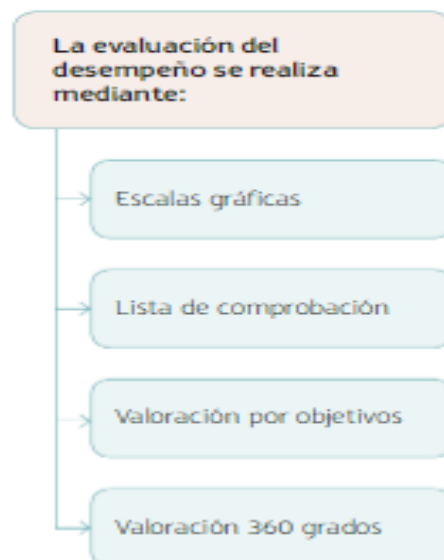 La evaluación del
desempeño se realiza
mediante:
Escalas gráficas
Lista de comprobación
Valoración por objetivos
Valoración 360 grados